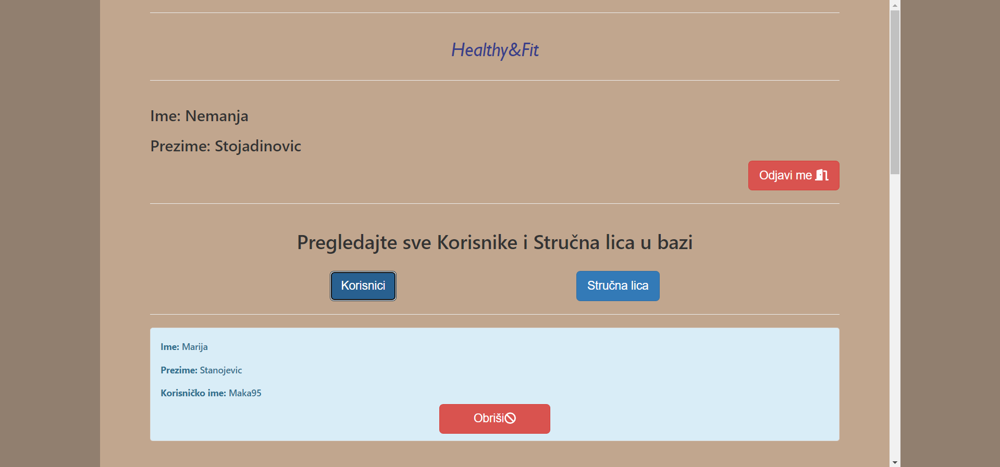 Healthy&Fit
Ime: Nemanja
Prezime: Stojadinovic
Odjavi me
Pregledajte sve Korisnike i Stručna lica u bazi
Korisnici
Stručna lica
Ime: Marija
Prezime: Stanojevic
Korisničko ime: Maka95
Obriši